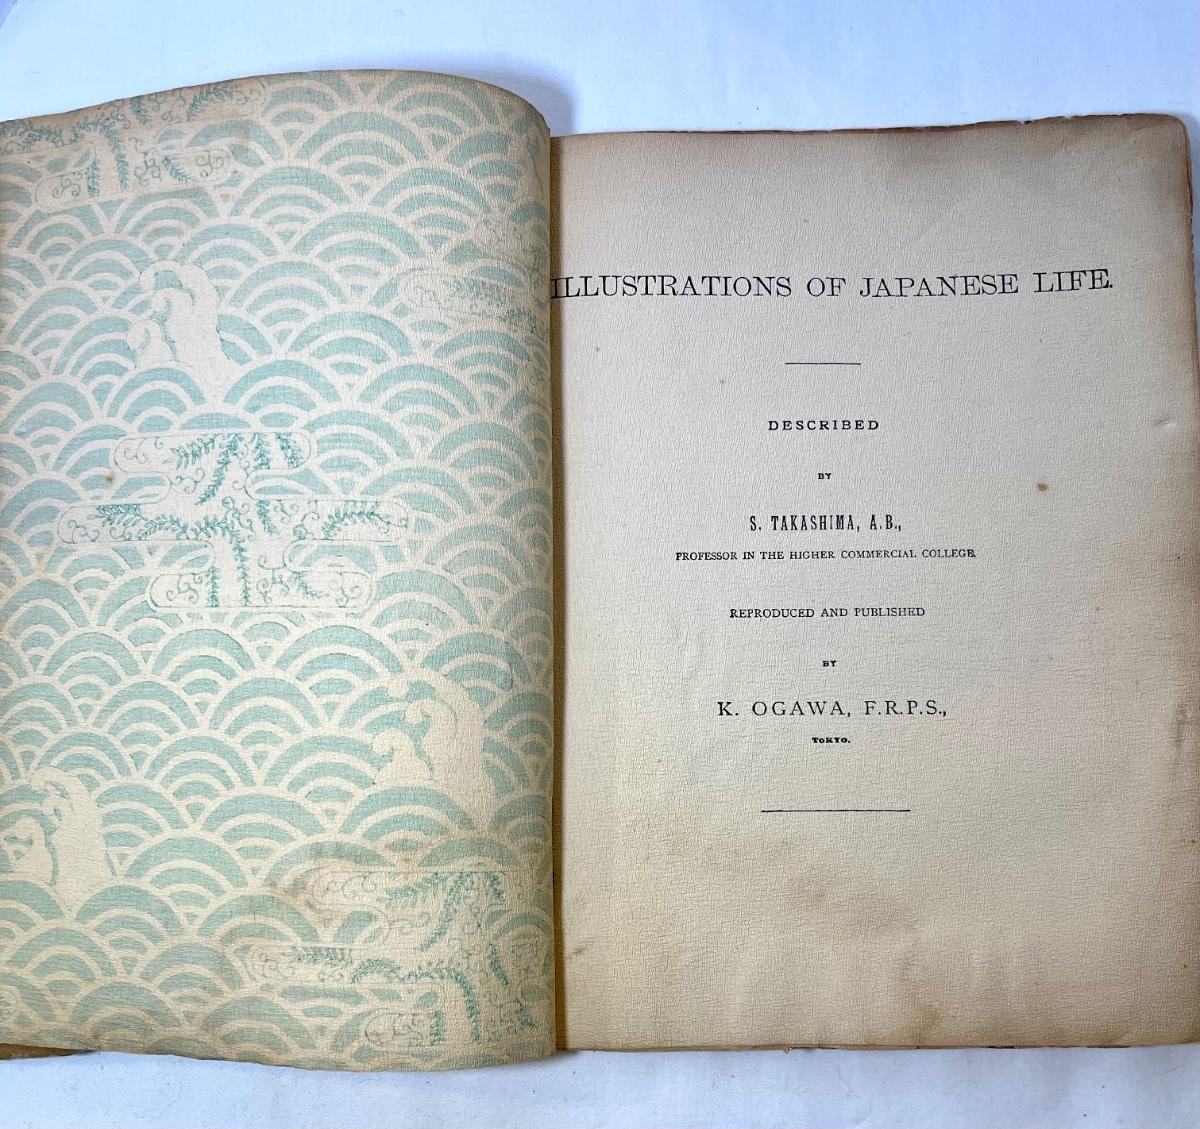 ILLUSTRATIONS OF JAPANESE LIFE.
DESCRIBED
BY
S. TAKASHIMA, A.B.,
PROFESSOR IN THE HIGHER COMMERCIAL COLLEGE.
REPRODUCED AND PUBLISHED
BY
K. OGAWA, F.R.P.S.,
TOKYO.